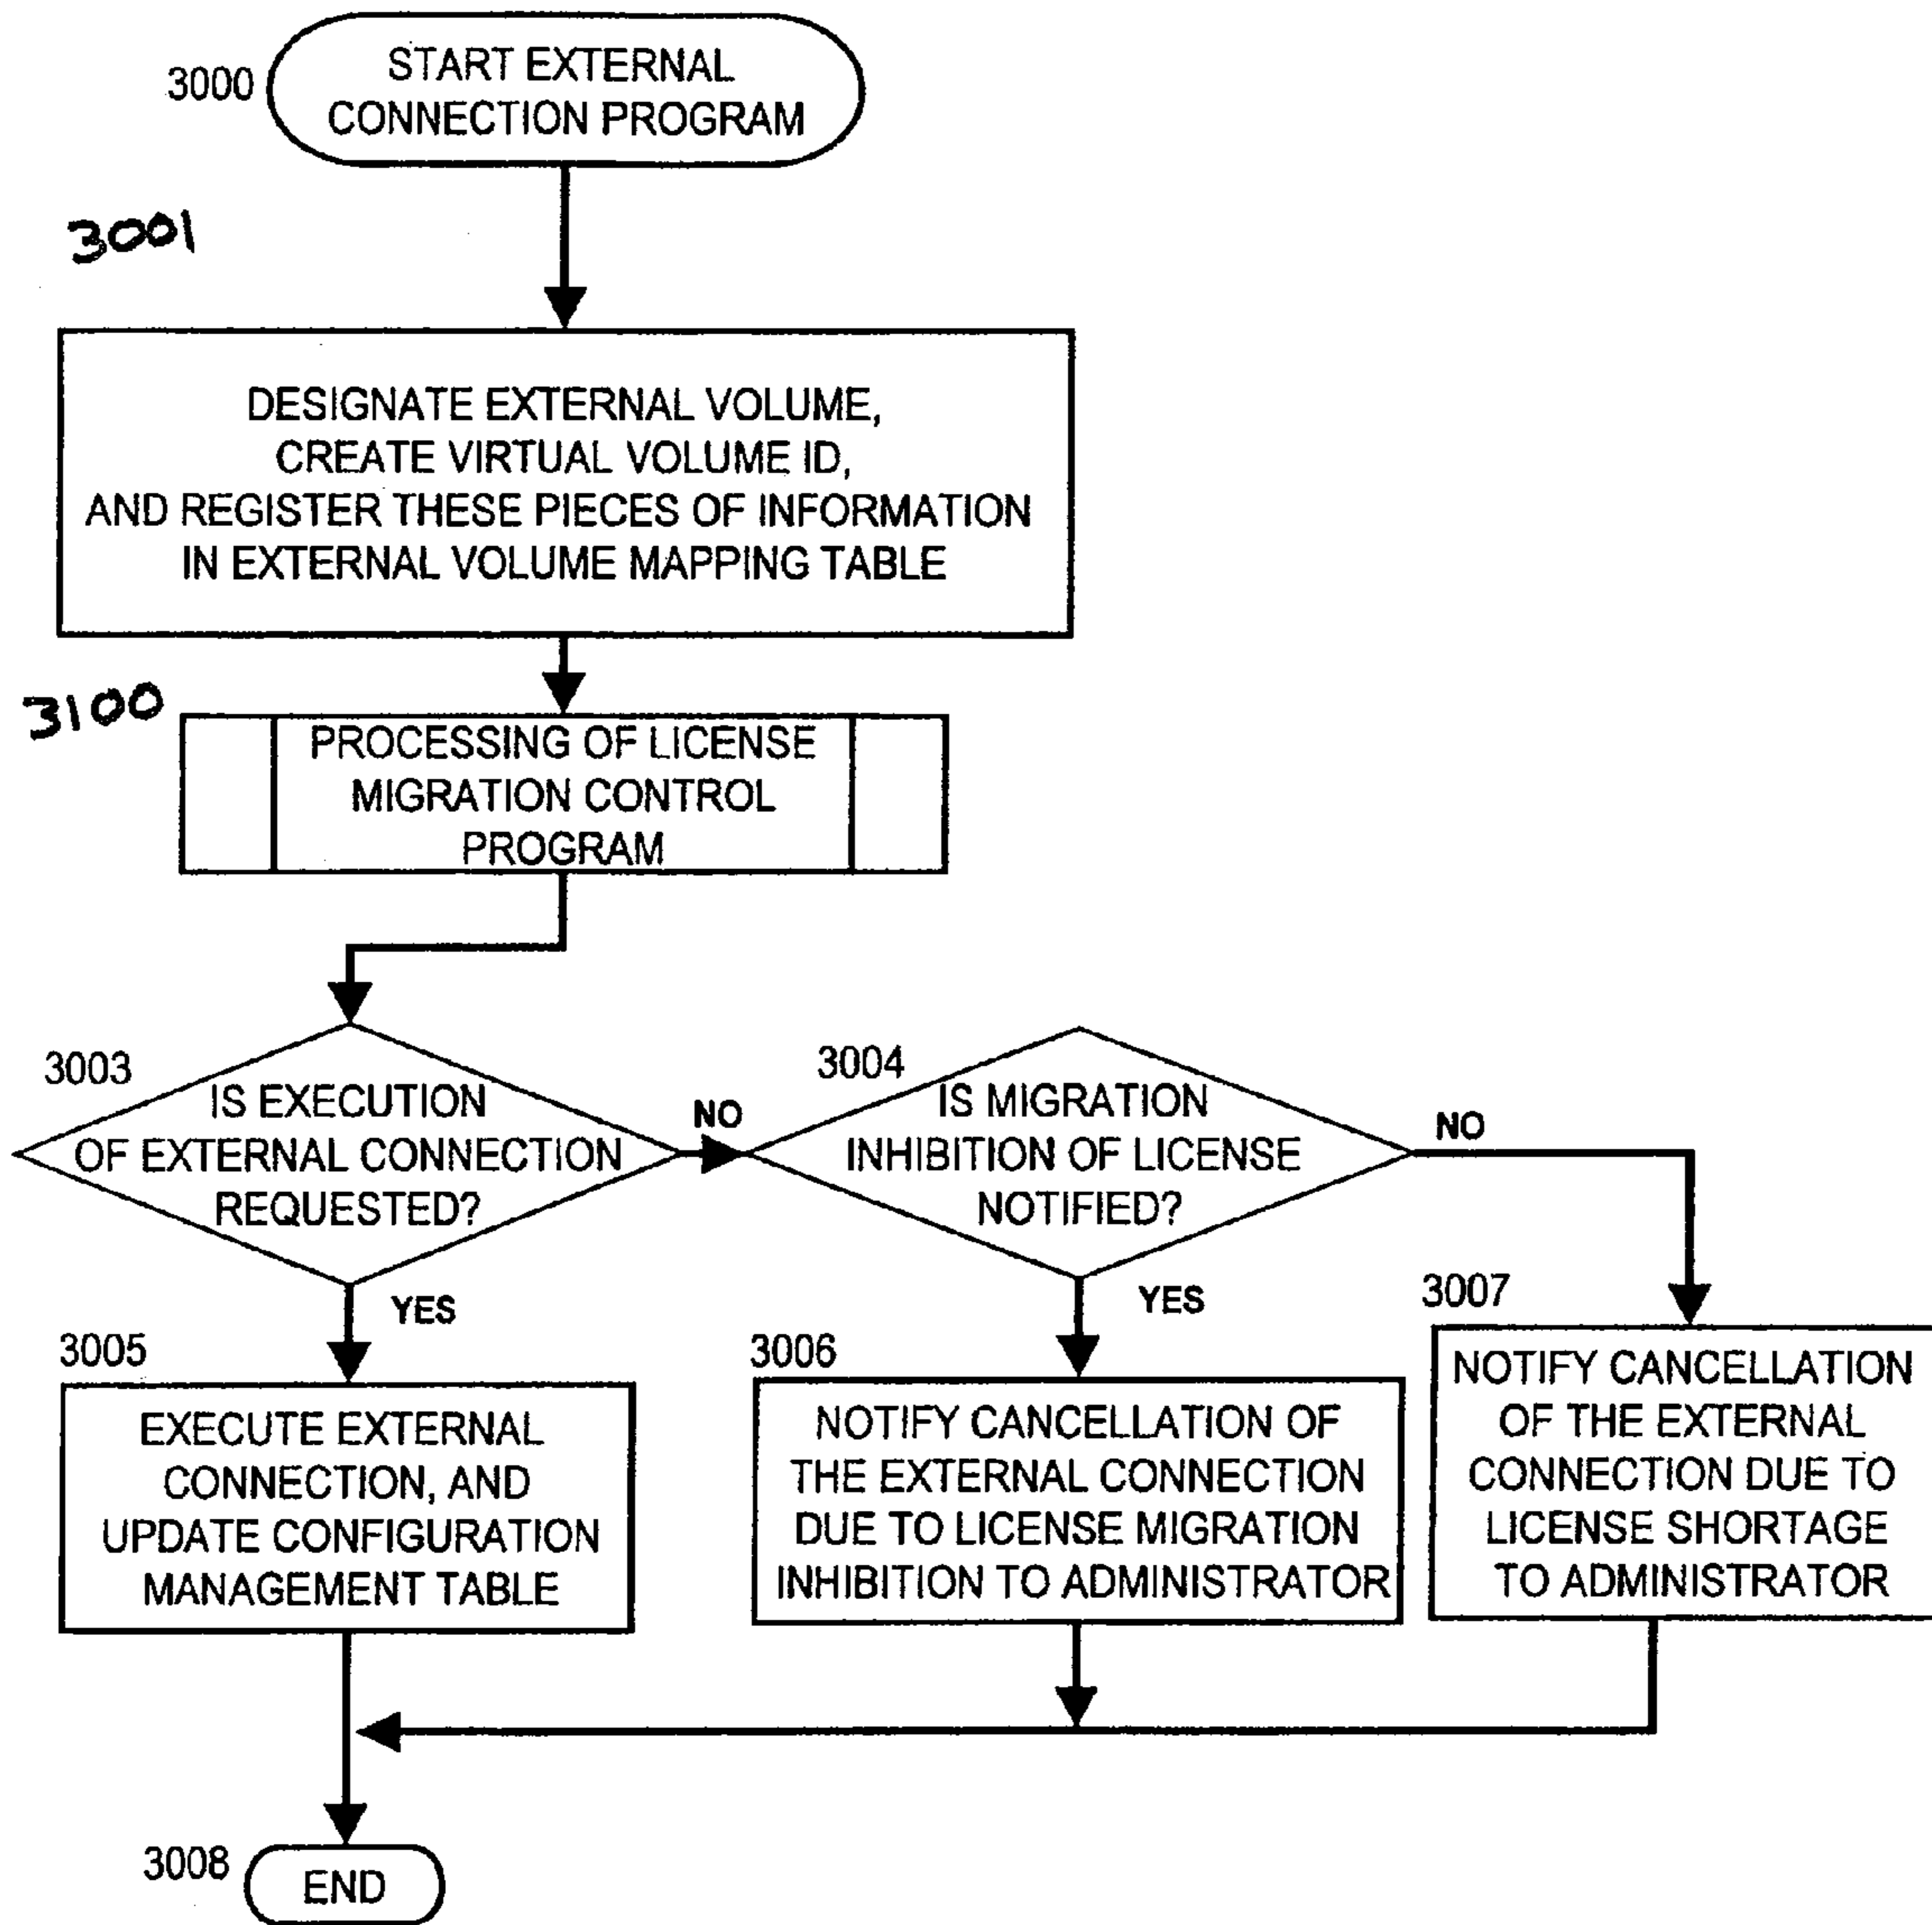 3000
START EXTERNAL
CONNECTION PROGRAM
3001
DESIGNATE EXTERNAL VOLUME,
CREATE VIRTUAL VOLUME ID,
AND REGISTER THESE PIECES OF INFORMATION
IN EXTERNAL VOLUME MAPPING TABLE
3100
PROCESSING OF LICENSE
MIGRATION CONTROL
PROGRAM
3003
IS EXECUTION
OF EXTERNAL CONNECTION
REQUESTED?
NO
3004
IS MIGRATION
INHIBITION OF LICENSE
NOTIFIED?
NO
YES
YES
3005
EXECUTE EXTERNAL
CONNECTION, AND
UPDATE CONFIGURATION
MANAGEMENT TABLE
3006
NOTIFY CANCELLATION OF
THE EXTERNAL CONNECTION
DUE TO LICENSE MIGRATION
INHIBITION TO ADMINISTRATOR
3007
NOTIFY CANCELLATION
OF THE EXTERNAL
CONNECTION DUE TO
LICENSE SHORTAGE
TO ADMINISTRATOR
3008
END